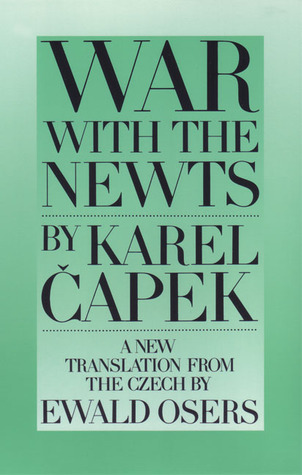 WAR
WITH THE
NEWTS
BY KAREL
ČAPEK
A NEW
TRANSLATION FROM
THE CZECH BY
EWALD OSERS